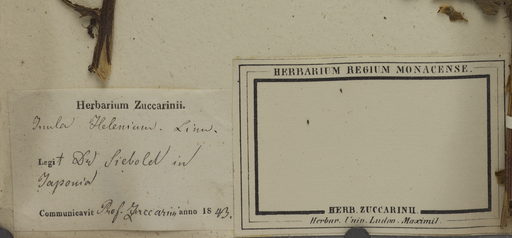 Herbarium Zuccarinii.
Inula Helenium. Linn.
Legit Dr Siebold in
Japonia
Communicavit Prof. Zuccarini anno 1843.
HERBARIUM REGIUM MONACENSE.
HERB. ZUCCARINII.
Herbar. Univ. Ludov. Maximil.